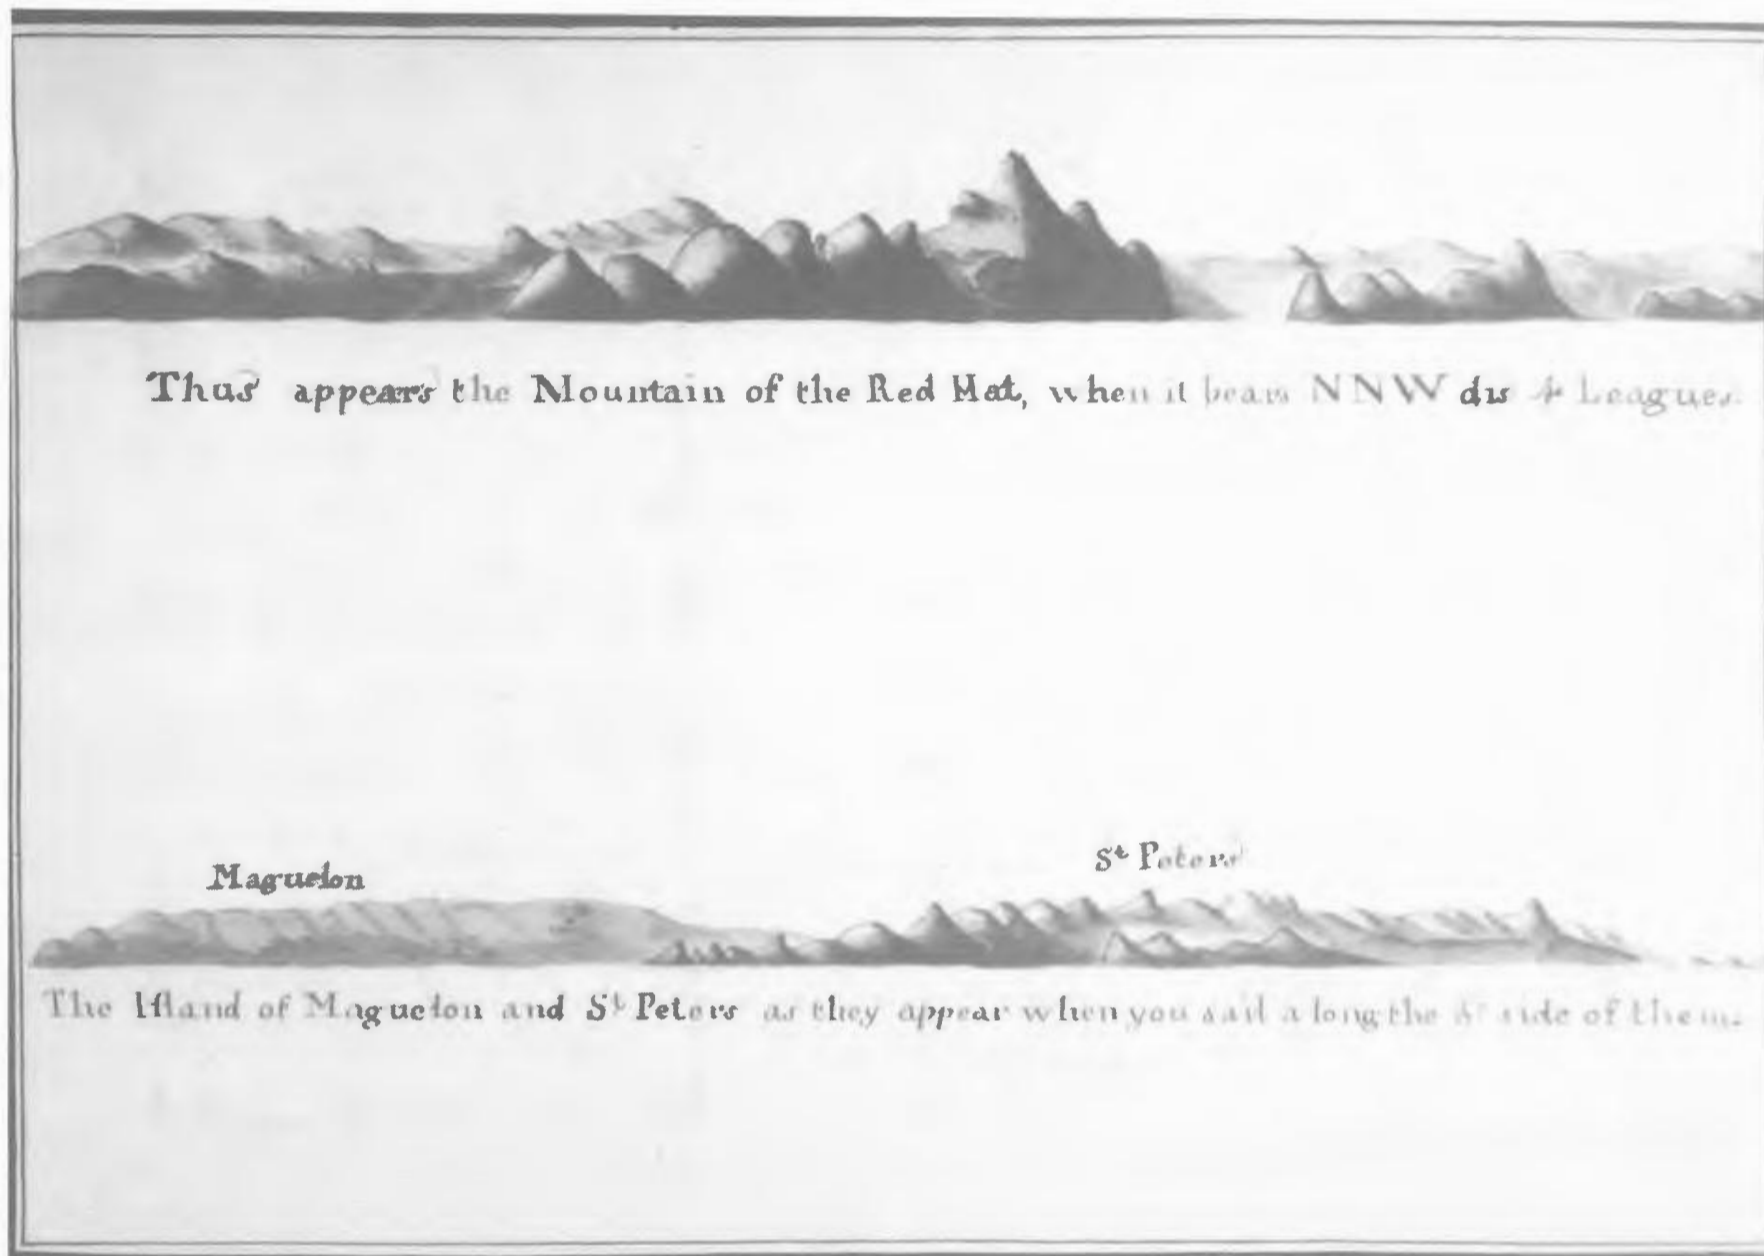 Thus appears the Mountain of the Red Hat, when it bears NNW dis 4 Leagues.
Maguelon
St Peters
The Iſland of Maguelon and St Peters as they appear when you sail a long the So side of them.